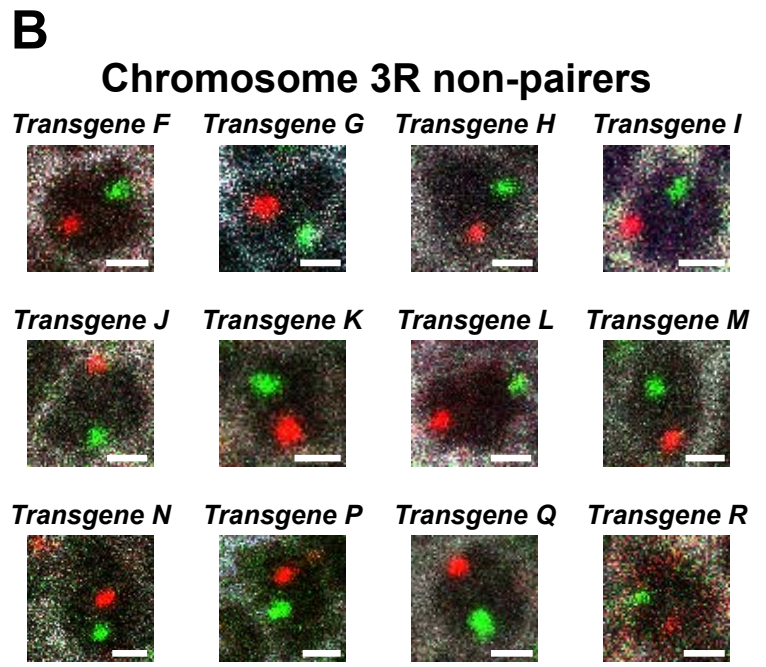 B
Chromosome 3R non-pairers
Transgene F Transgene G Transgene H Transgene I
Transgene J Transgene K Transgene L Transgene M
Transgene N Transgene P Transgene Q Transgene R